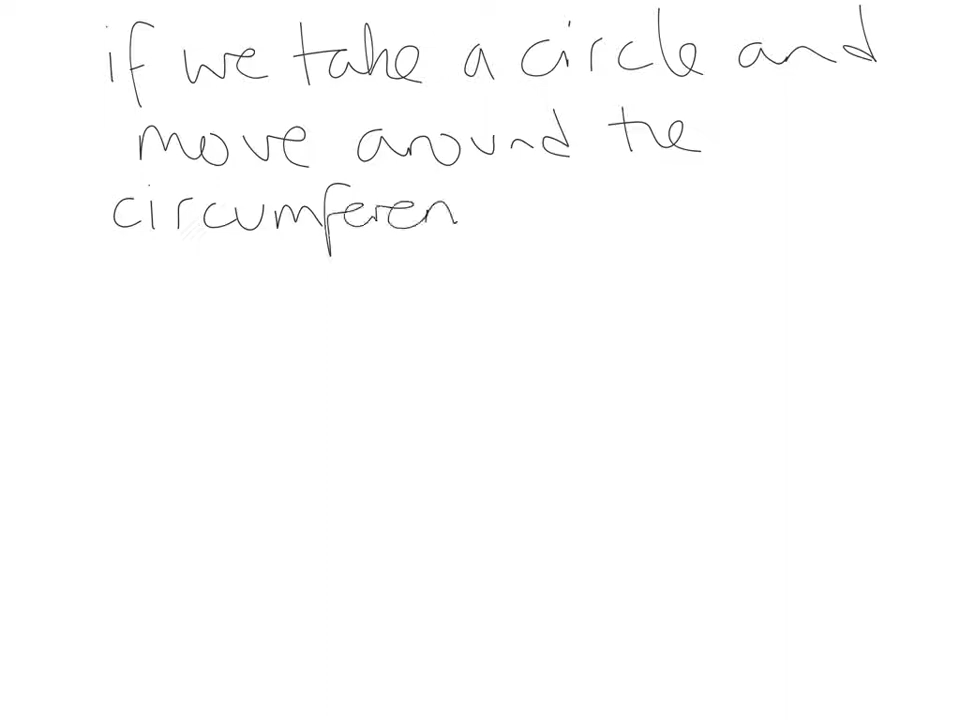 if we take a circle and
move around the
circumferen